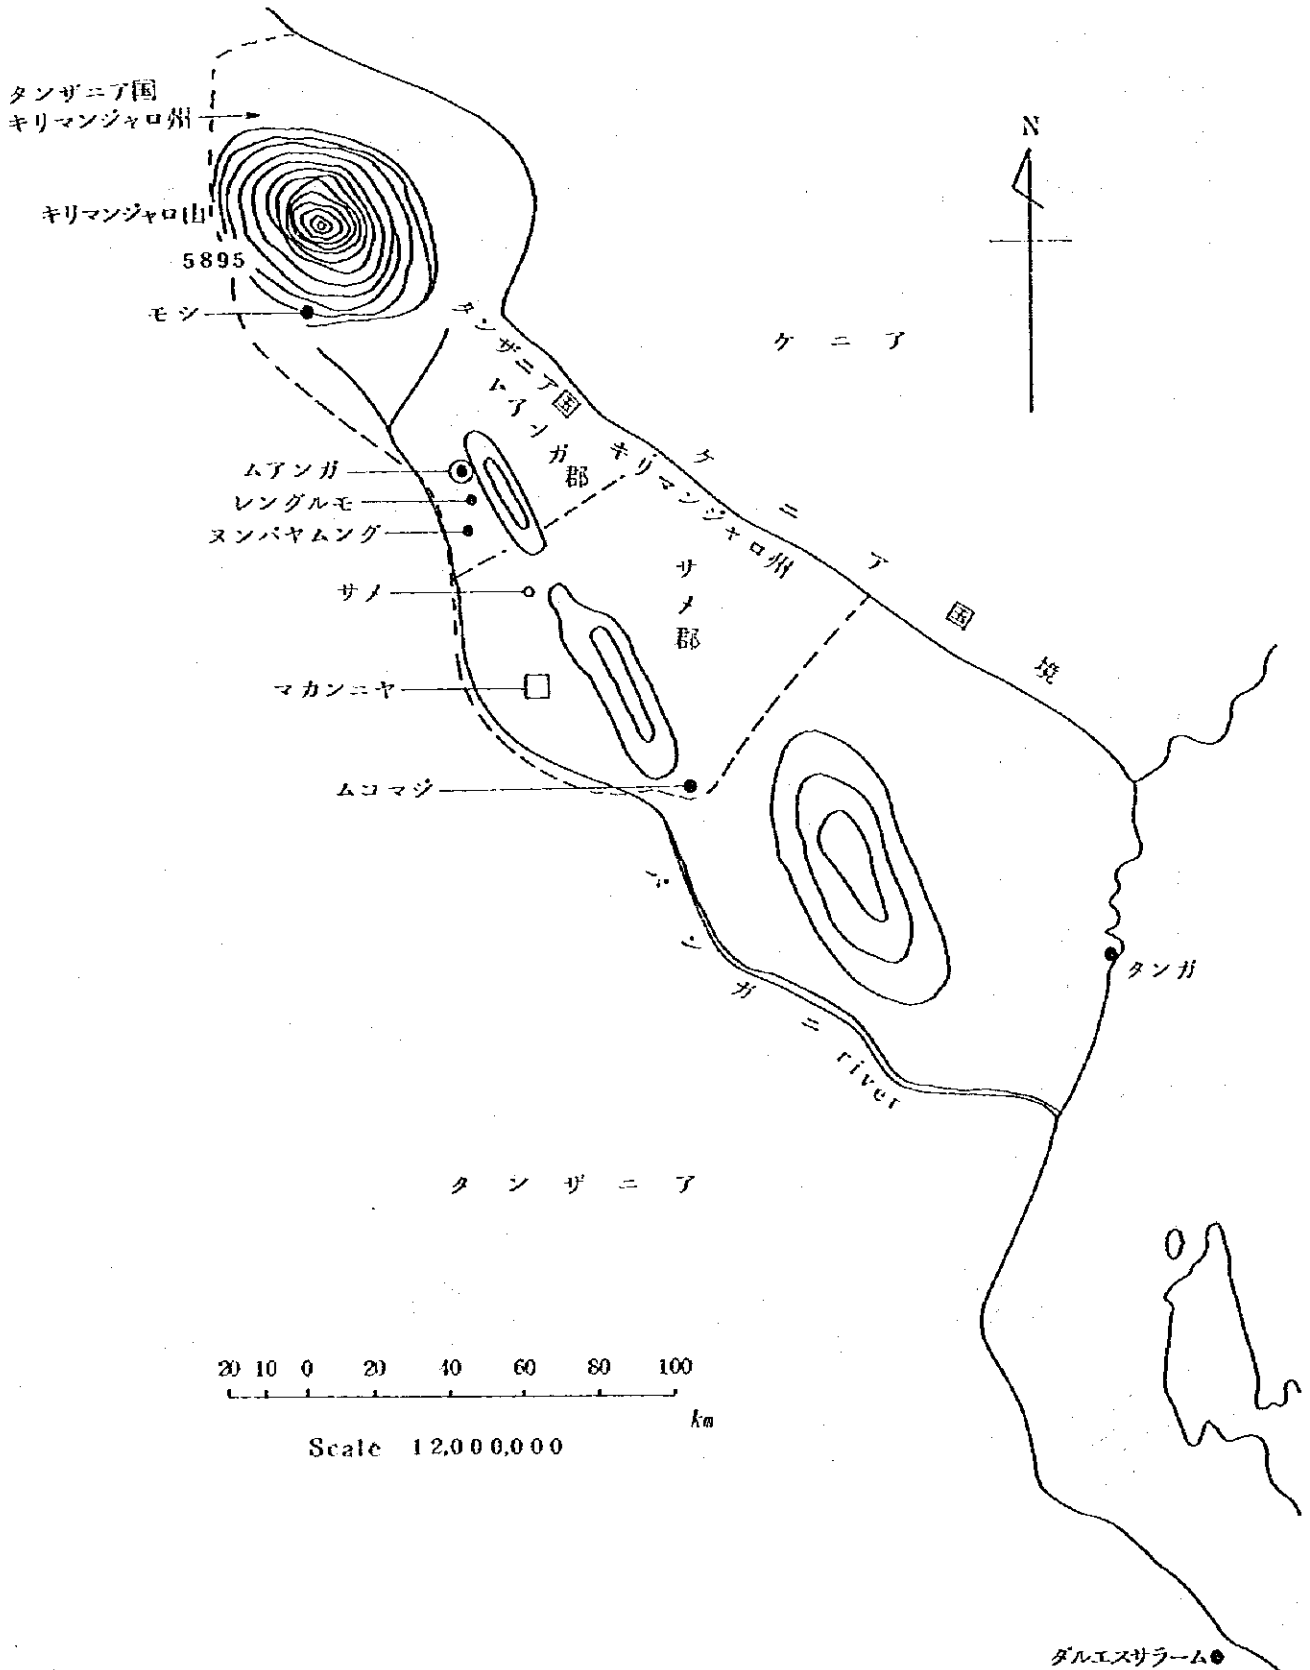 タンザニア国
キリマンジャロ州
N
キリマンジャロ山
5895
モシ
ケニア
タンザニア国
ムアンガ郡
キリマンジャロ州
ケニア国境
ムアンガ
レングルモ
ヌンバヤムング
サメ
サメ郡
マカンニヤ
ムコマジ
パンガニ river
タンガ
タンザニア
20 10 0 20 40 60 80 100
km
Scale 12,000,000
ダルエスサラーム